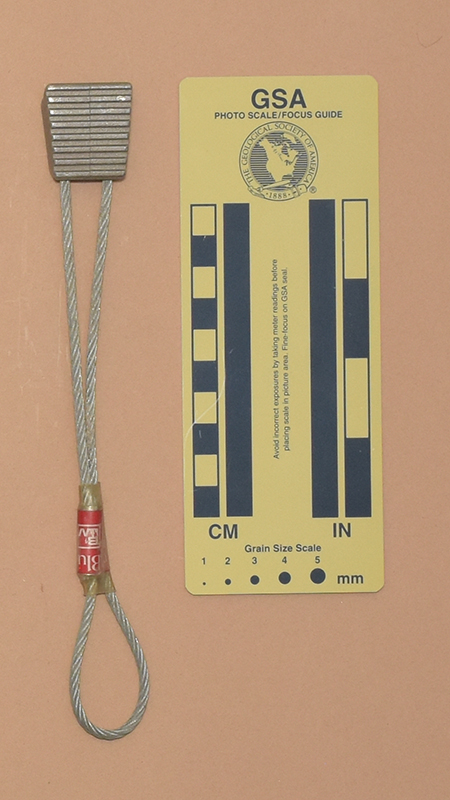 GSA
PHOTO SCALE/FOCUS GUIDE
THE GEOLOGICAL SOCIETY OF AMERICA
• 1888 •
®
Avoid incorrect exposures by taking meter readings before
placing scale in picture area. Fine-focus on GSA seal.
CM
IN
Grain Size Scale
1 2 3 4 5
mm
Blu